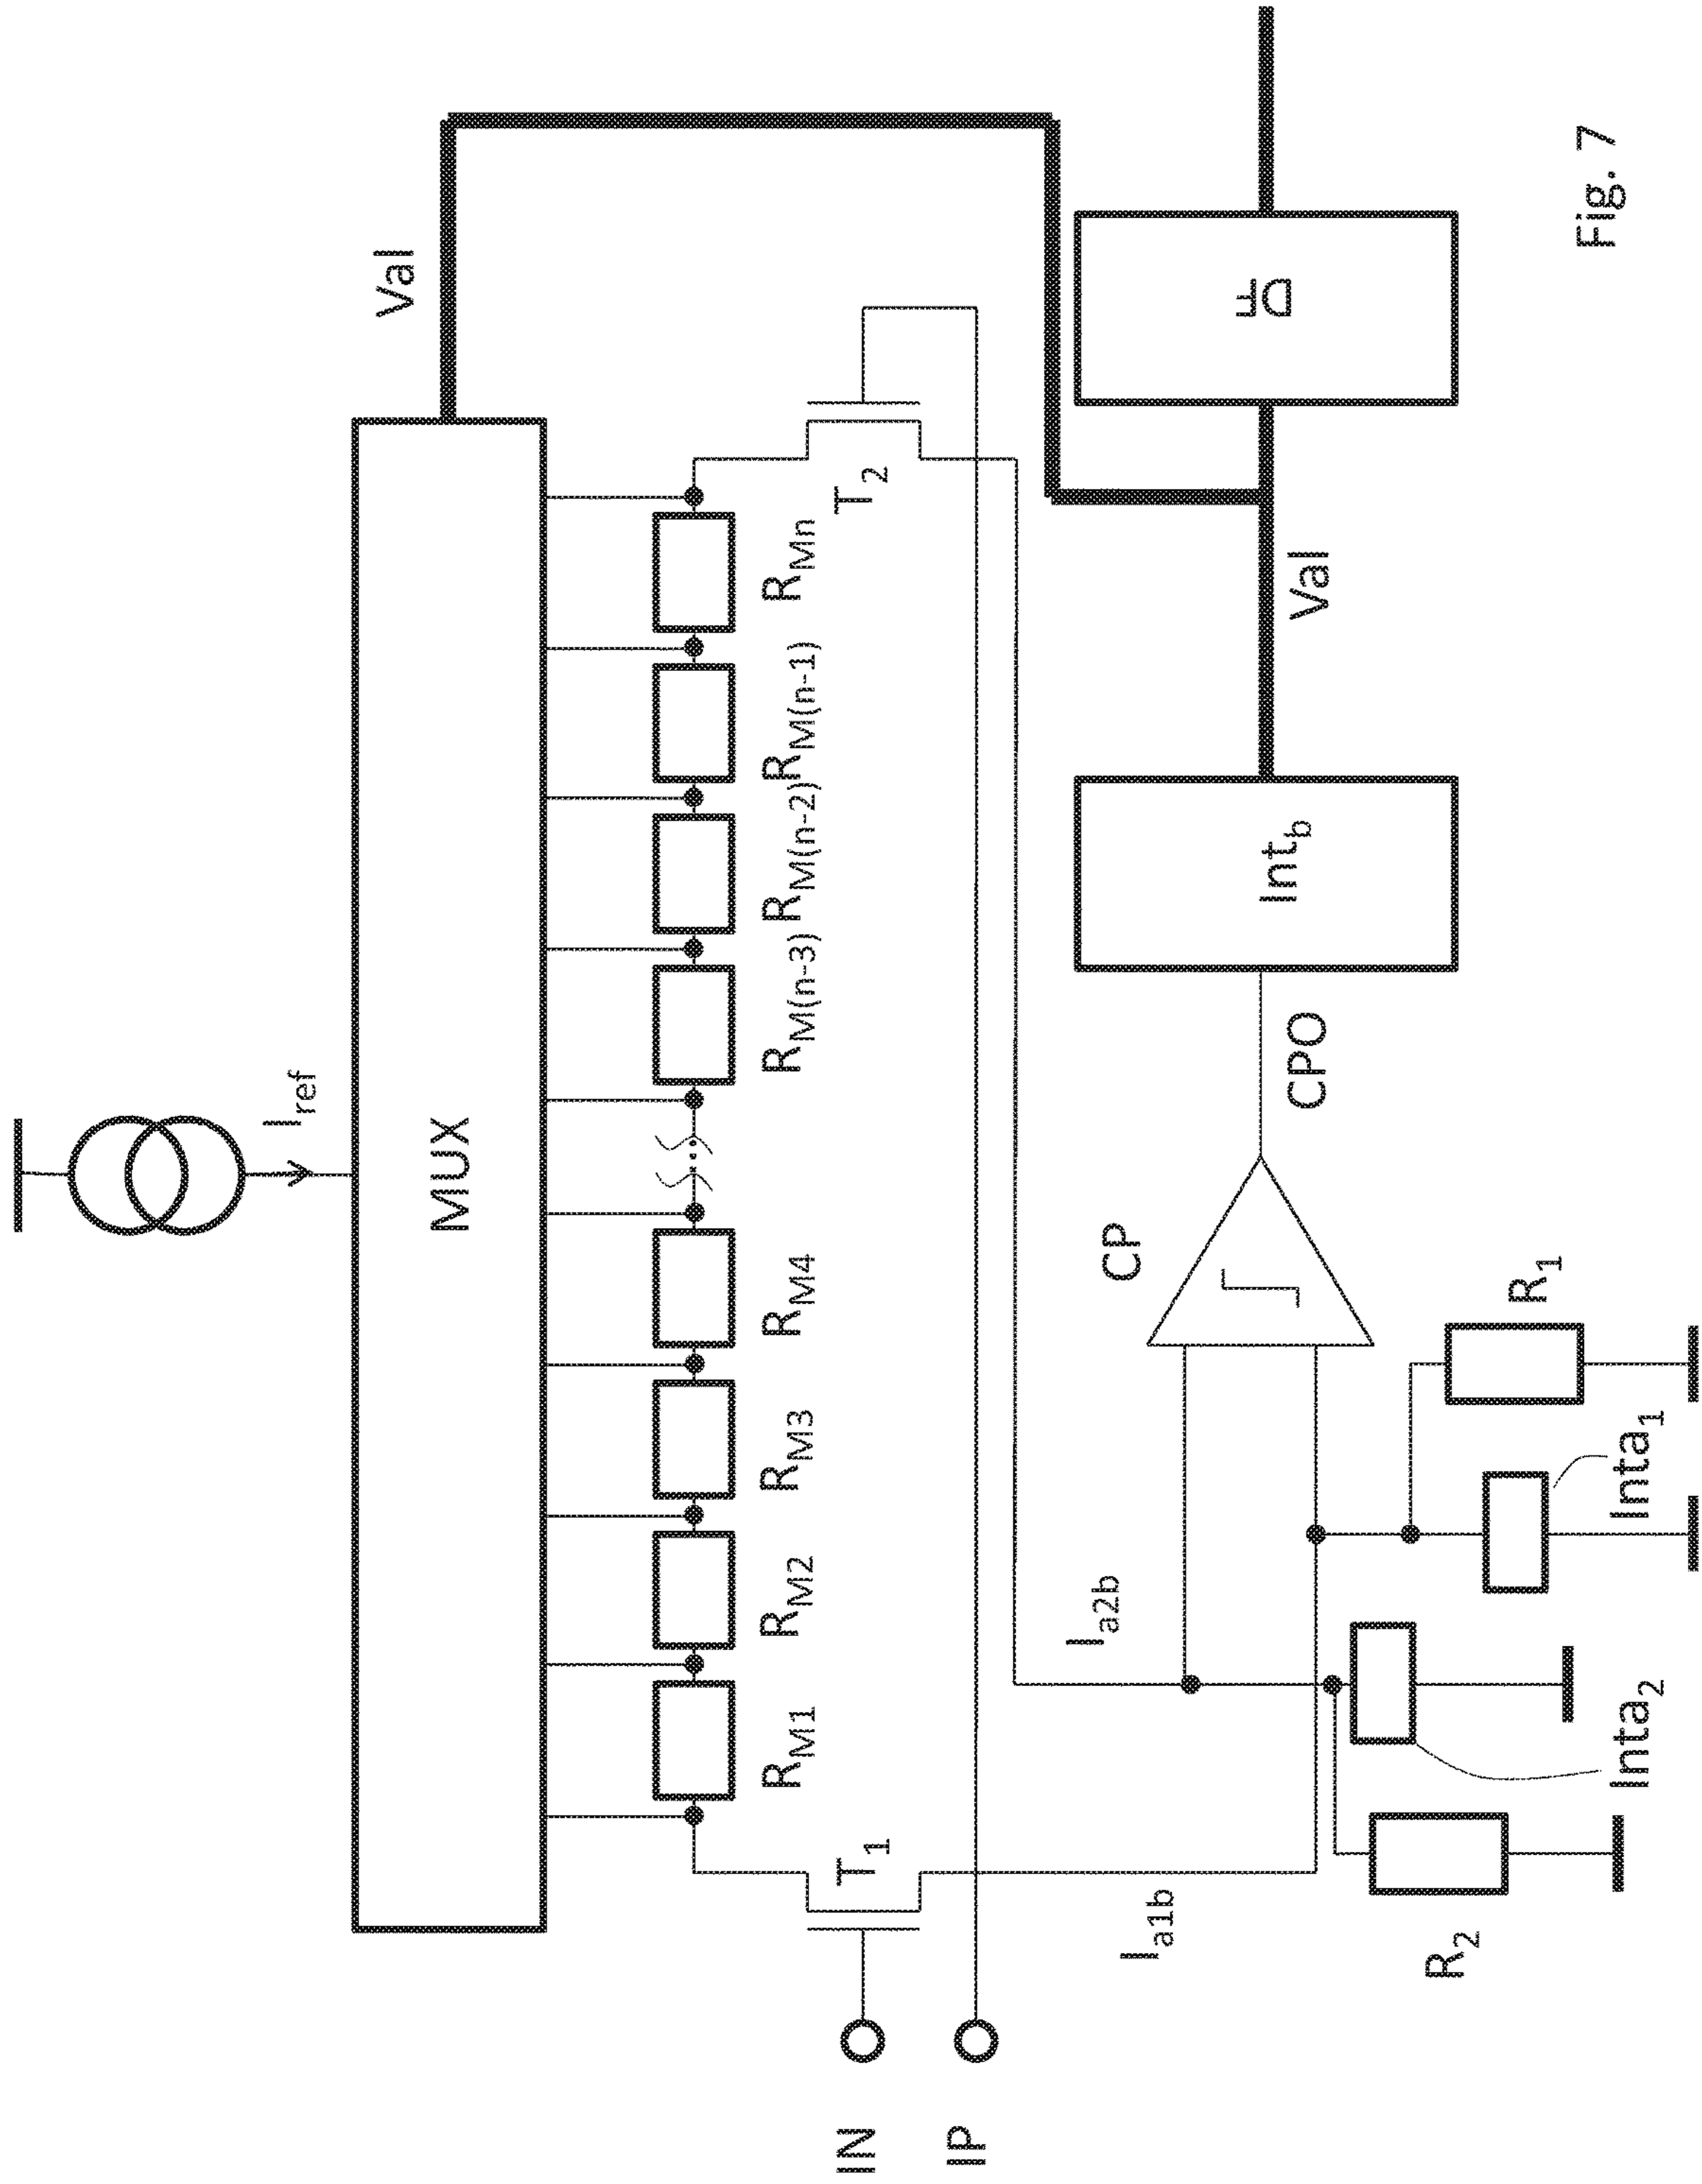 I_ref
MUX
Val
R_M1
R_M2
R_M3
R_M4
R_M(n-3)
R_M(n-2)
R_M(n-1)
R_Mn
IN
T_1
T_2
IP
I_a1b
I_a2b
CP
CPO
Int_b
Val
DF
R_2
Inta_2
Inta_1
R_1
Fig. 7